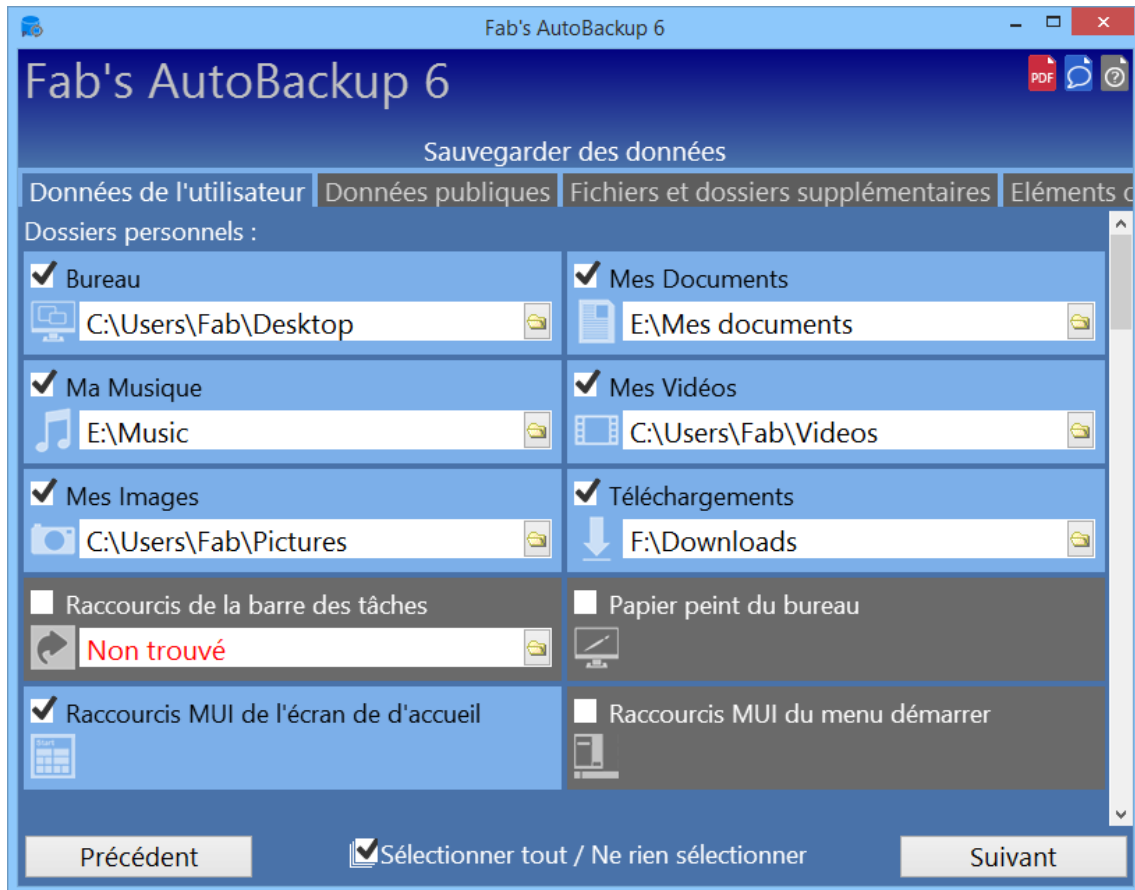 Fab's AutoBackup 6
Fab's AutoBackup 6
PDF
Sauvegarder des données
Données de l'utilisateur Données publiques Fichiers et dossiers supplémentaires Eléments
Dossiers personnels :
Bureau
C:\Users\Fab\Desktop
Mes Documents
E:\Mes documents
Ma Musique
E:\Music
Mes Vidéos
C:\Users\Fab\Videos
Mes Images
C:\Users\Fab\Pictures
Téléchargements
F:\Downloads
Raccourcis de la barre des tâches
Non trouvé
Papier peint du bureau
Raccourcis MUI de l'écran de d'accueil
Start
Raccourcis MUI du menu démarrer
Précédent
Sélectionner tout / Ne rien sélectionner
Suivant